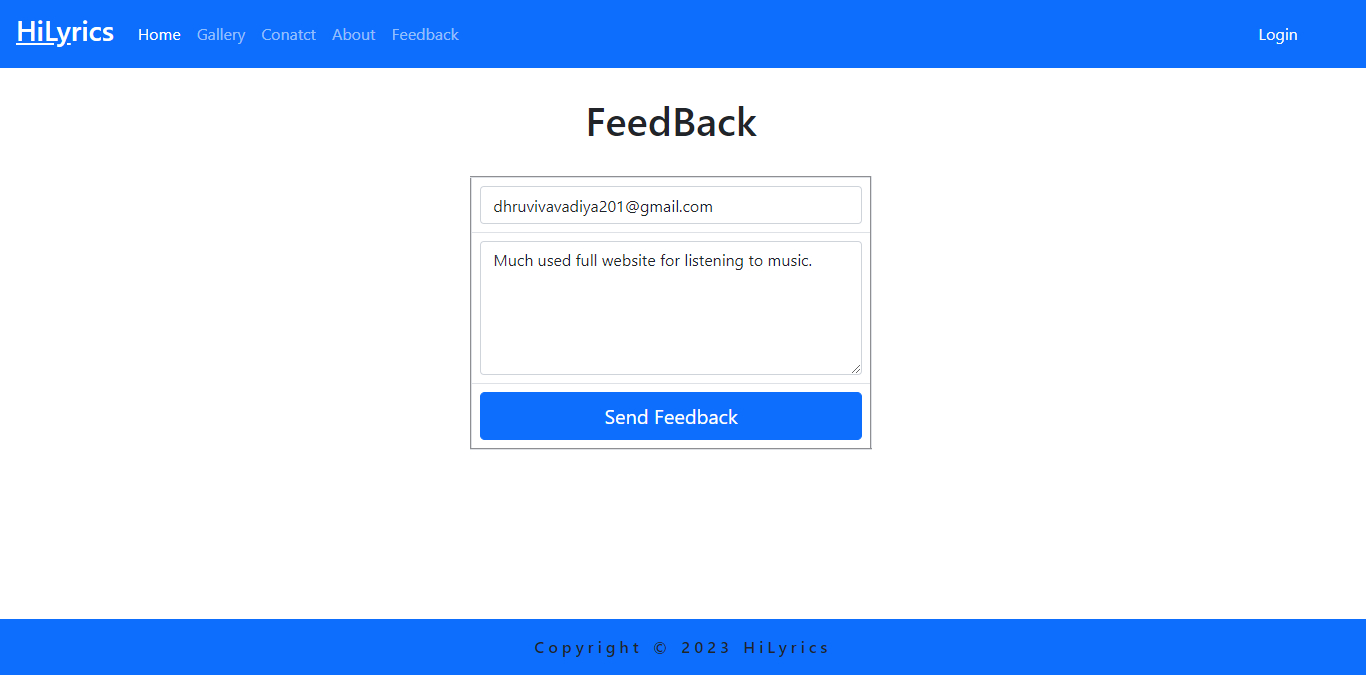 HiLyrics Home Gallery Conatct About Feedback Login
FeedBack
dhruvivavadiya201@gmail.com
Much used full website for listening to music.
Send Feedback
Copyright © 2023 HiLyrics